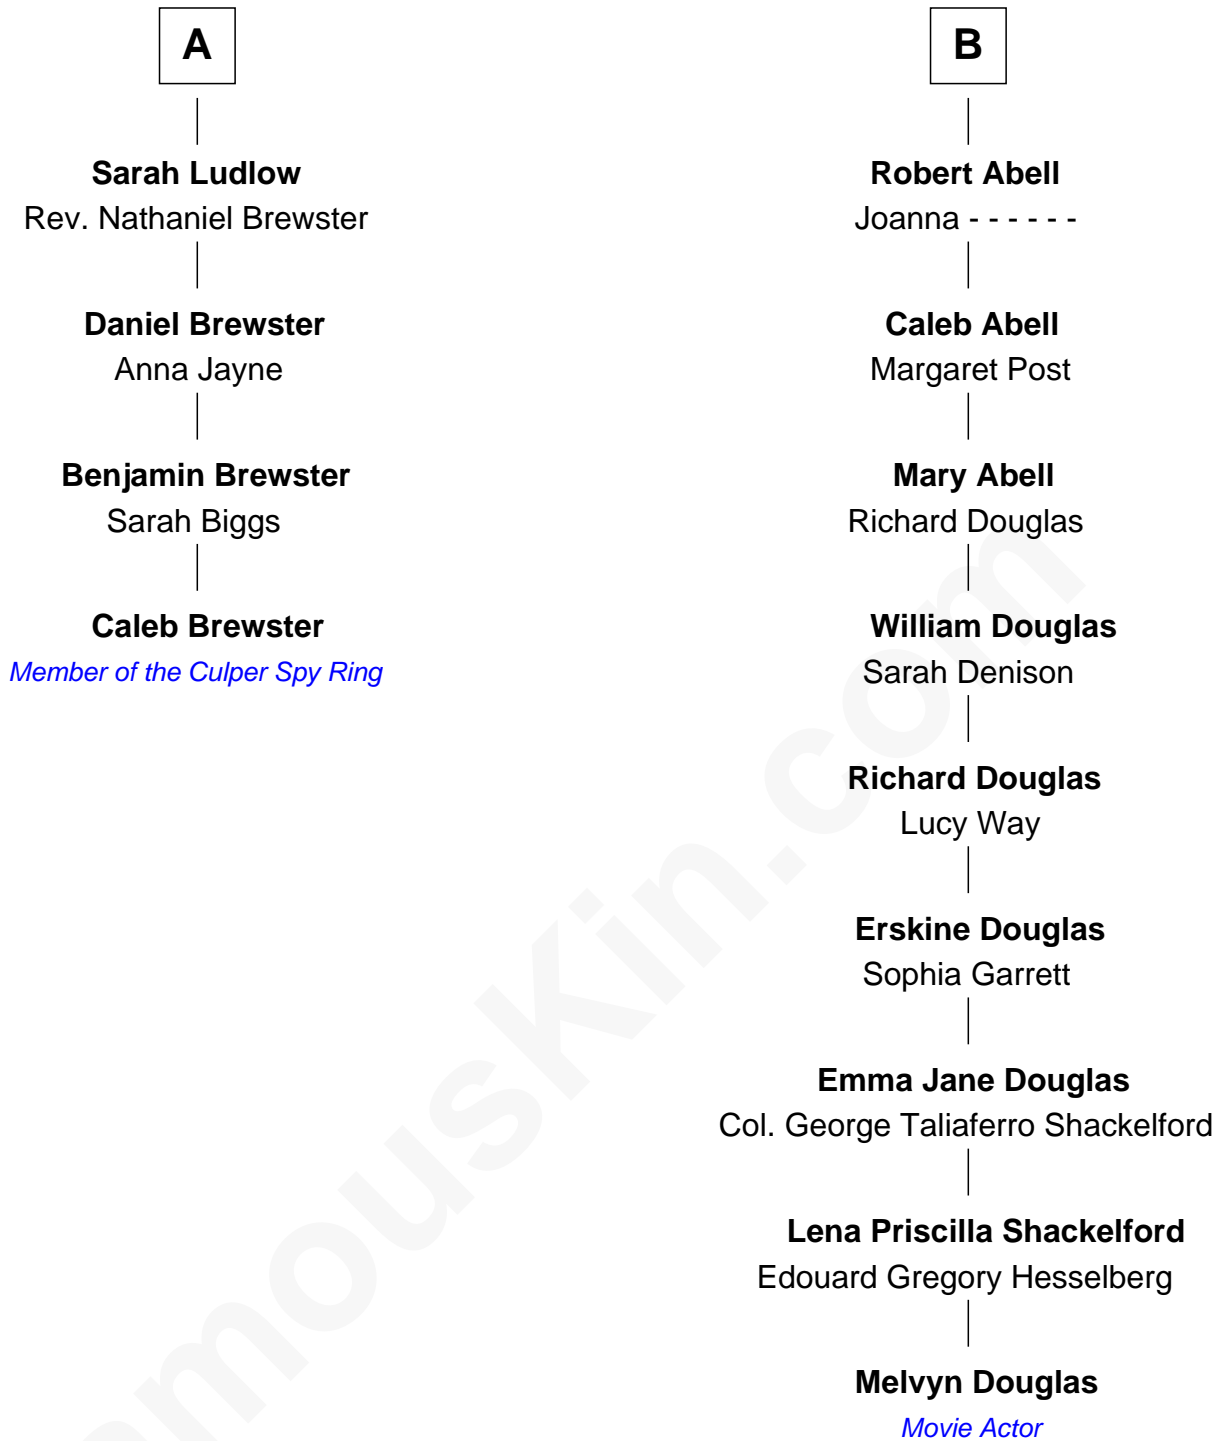 A
Sarah Ludlow
Rev. Nathaniel Brewster
Daniel Brewster
Anna Jayne
Benjamin Brewster
Sarah Biggs
Caleb Brewster
Member of the Culper Spy Ring
B
Robert Abell
Joanna - - - - - -
Caleb Abell
Margaret Post
Mary Abell
Richard Douglas
William Douglas
Sarah Denison
Richard Douglas
Lucy Way
Erskine Douglas
Sophia Garrett
Emma Jane Douglas
Col. George Taliaferro Shackelford
Lena Priscilla Shackelford
Edouard Gregory Hesselberg
Melvyn Douglas
Movie Actor
amouskin.com